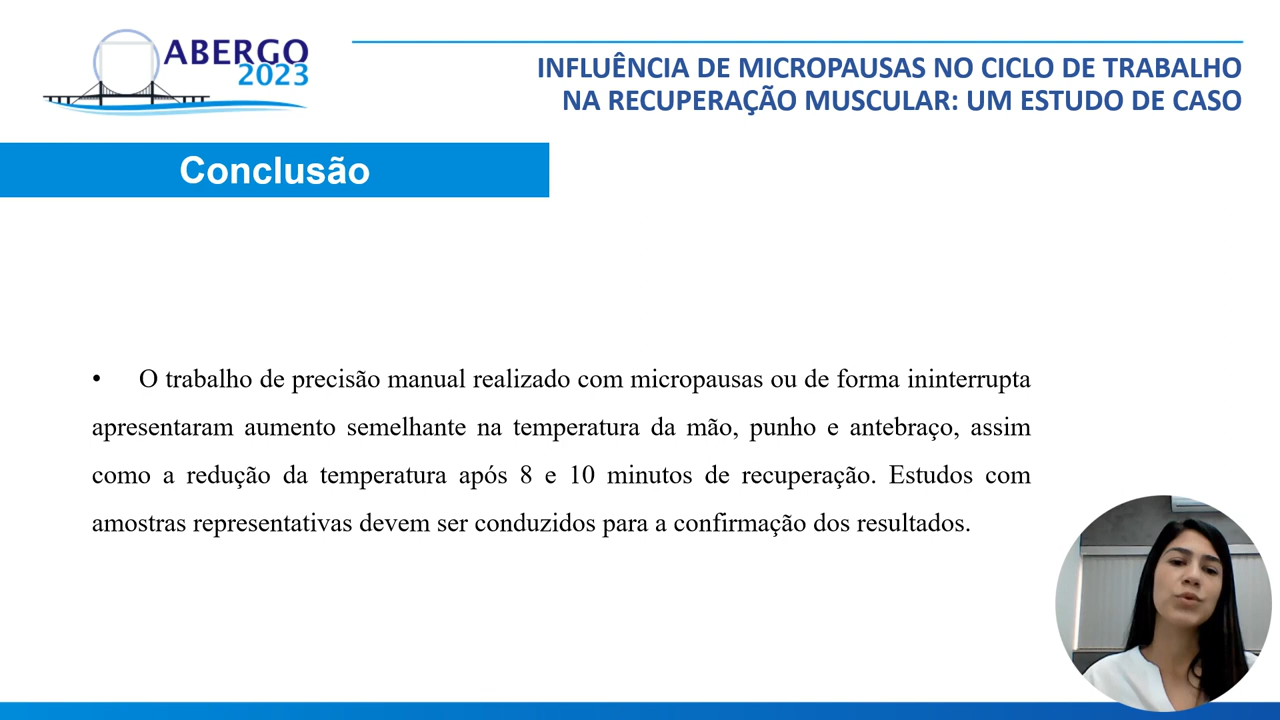 ABERGO
2023
INFLUÊNCIA DE MICROPAUSAS NO CICLO DE TRABALHO
NA RECUPERAÇÃO MUSCULAR: UM ESTUDO DE CASO
Conclusão
• O trabalho de precisão manual realizado com micropausas ou de forma ininterrupta
apresentaram aumento semelhante na temperatura da mão, punho e antebraço, assim
como a redução da temperatura após 8 e 10 minutos de recuperação. Estudos com
amostras representativas devem ser conduzidos para a confirmação dos resultados.